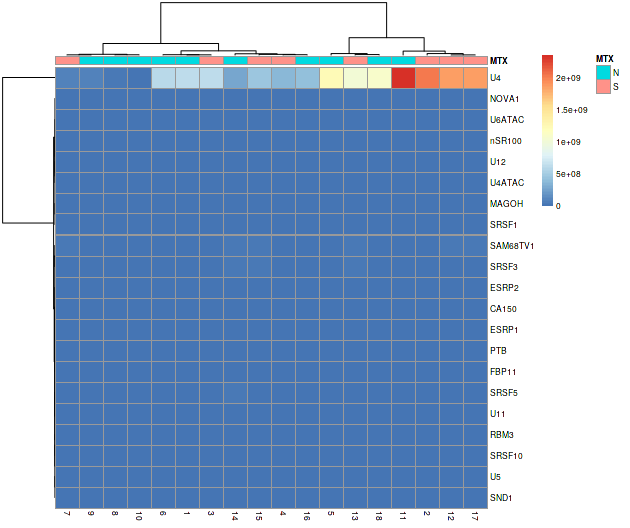 MTX
U4
NOVA1
U6ATAC
nSR100
U12
U4ATAC
MAGOH
SRSF1
SAM68TV1
SRSF3
ESRP2
CA150
ESRP1
PTB
FBP11
SRSF5
U11
RBM3
SRSF10
U5
SND1
7 9 8 10 6 1 3 14 15 4 16 5 13 18 11 2 12 17
2e+09
1.5e+09
1e+09
5e+08
0
MTX
N
S